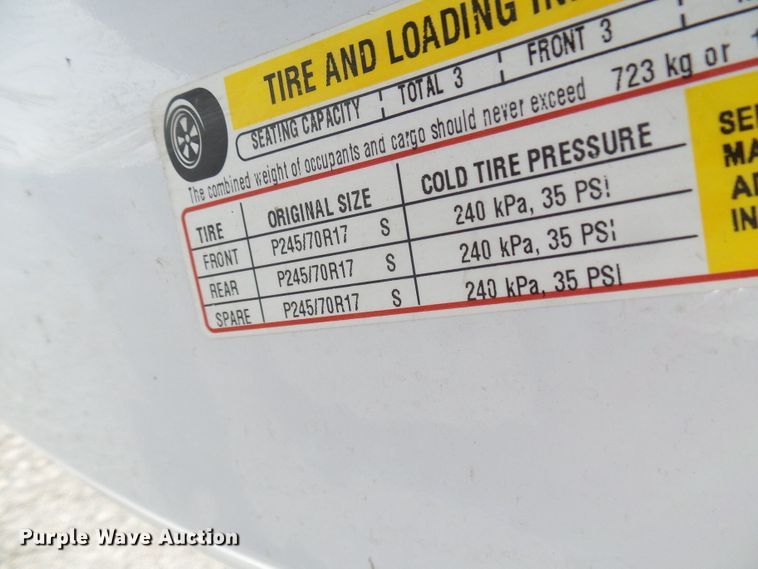 TIRE AND LOADING
SEATING CAPACITY TOTAL 3 FRONT 3
The combined weight of occupants and cargo should never exceed 723 kg or
TIRE ORIGINAL SIZE COLD TIRE PRESSURE
FRONT P245/70R17 S 240 kPa, 35 PSI
REAR P245/70R17 S 240 kPa, 35 PSI
SPARE P245/70R17 S 240 kPa, 35 PSI
Purple Wave Auction